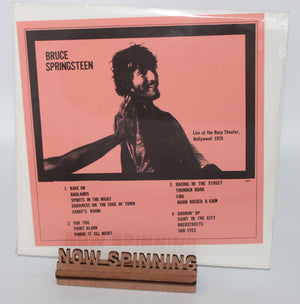 BRUCE
SPRINGSTEEN
Live at the Roxy Theater,
Hollywood 1978
1 RAVE ON
BADLANDS
SPIRITS IN THE NIGHT
DARKNESS ON THE EDGE OF TOWN
CANDY'S ROOM
2 FOR YOU
POINT BLANK
PROVE IT ALL NIGHT
3 RACING IN THE STREET
THUNDER ROAD
FIRE
ADAM RAISED A CAIN
4 GROWIN' UP
SAINT IN THE CITY
BACKSTREETS
SAD EYES
NOW SPINNING